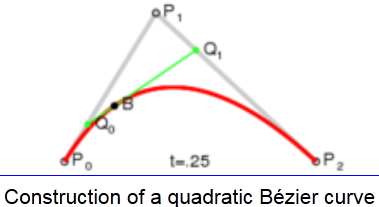 P1
Q1
B
Q0
P0
t=.25
P2
Construction of a quadratic Bézier curve